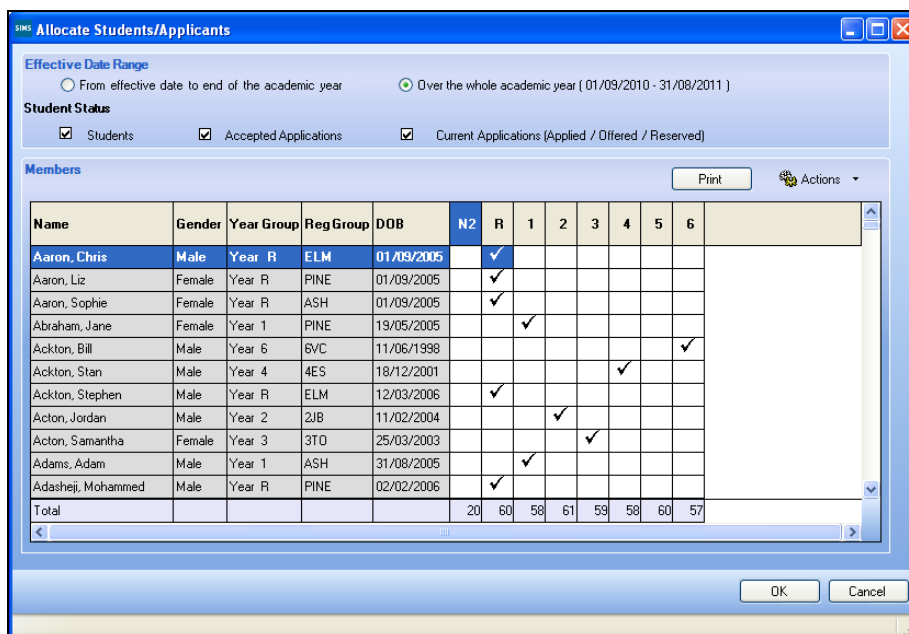 SIMS Allocate Students/Applicants
Effective Date Range
From effective date to end of the academic year Over the whole academic year ( 01/09/2010 - 31/08/2011 )
Student Status
Students Accepted Applications Current Applications (Applied / Offered / Reserved)
Members
Print Actions
Name Gender Year Group Reg Group DOB N2 R 1 2 3 4 5 6
Aaron, Chris Male Year R ELM 01/09/2005
Aaron, Liz Female Year R PINE 01/09/2005
Aaron, Sophie Female Year R ASH 01/09/2005
Abraham, Jane Female Year 1 PINE 19/05/2005
Ackton, Bill Male Year 6 6VC 11/06/1998
Ackton, Stan Male Year 4 4ES 18/12/2001
Ackton, Stephen Male Year R ELM 12/03/2006
Acton, Jordan Male Year 2 2JB 11/02/2004
Acton, Samantha Female Year 3 3TO 25/03/2003
Adams, Adam Male Year 1 ASH 31/08/2005
Adasheji, Mohammed Male Year R PINE 02/02/2006
Total 20 60 58 61 59 58 60 57
OK Cancel